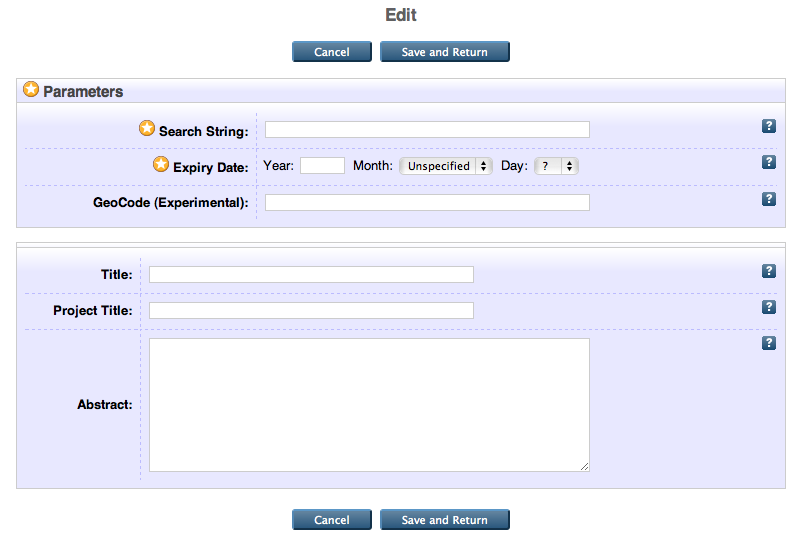 Edit
Cancel Save and Return
Parameters
Search String: ?
Expiry Date: Year: Month: Unspecified Day: ? ?
GeoCode (Experimental): ?
Title: ?
Project Title: ?
Abstract: ?
Cancel Save and Return